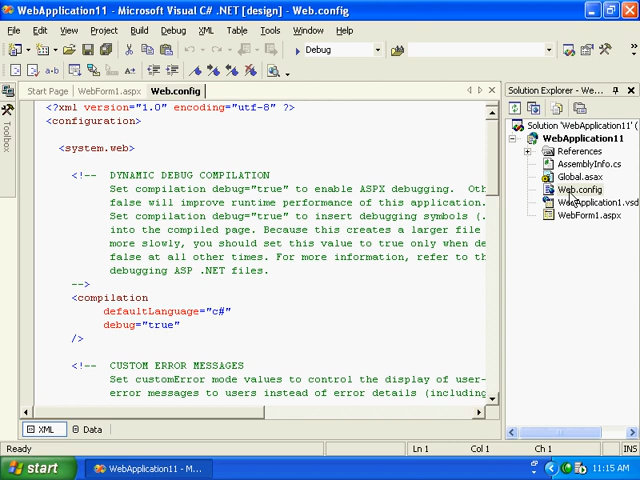 WebApplication11 - Microsoft Visual C# .NET [design] - Web.config
File Edit View Project Build Debug XML Table Tools Window Help
Debug
Start Page WebForm1.aspx Web.config
<?xml version="1.0" encoding="utf-8" ?>
<configuration>
<system.web>
<!-- DYNAMIC DEBUG COMPILATION
Set compilation debug="true" to enable ASPX debugging. Oth
false will improve runtime performance of this application.
Set compilation debug="true" to insert debugging symbols (.
into the compiled page. Because this creates a larger file
more slowly, you should set this value to true only when de
false at all other times. For more information, refer to th
debugging ASP .NET files.
-->
<compilation
defaultLanguage="c#"
debug="true"
/>
<!-- CUSTOM ERROR MESSAGES
Set customError mode values to control the display of user-
error messages to users instead of error details (including
XML Data
Toolbox
Solution Explorer - We...
Solution 'WebApplication11' (
WebApplication11
References
AssemblyInfo.cs
Global.asax
Web.config
WebApplication1.vsd
WebForm1.aspx
Ready Ln 1 Col 1 Ch 1 INS
start WebApplication11 - M... 11:15 AM